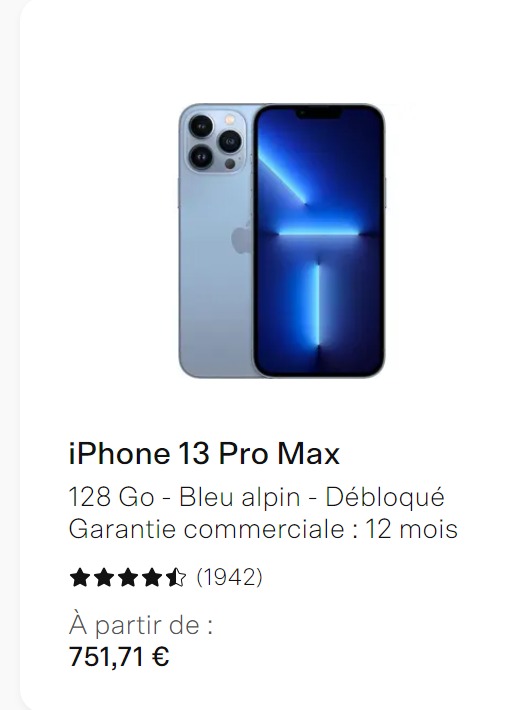 iPhone 13 Pro Max
128 Go - Bleu alpin - Débloqué
Garantie commerciale : 12 mois
(1942)
À partir de :
751,71 €